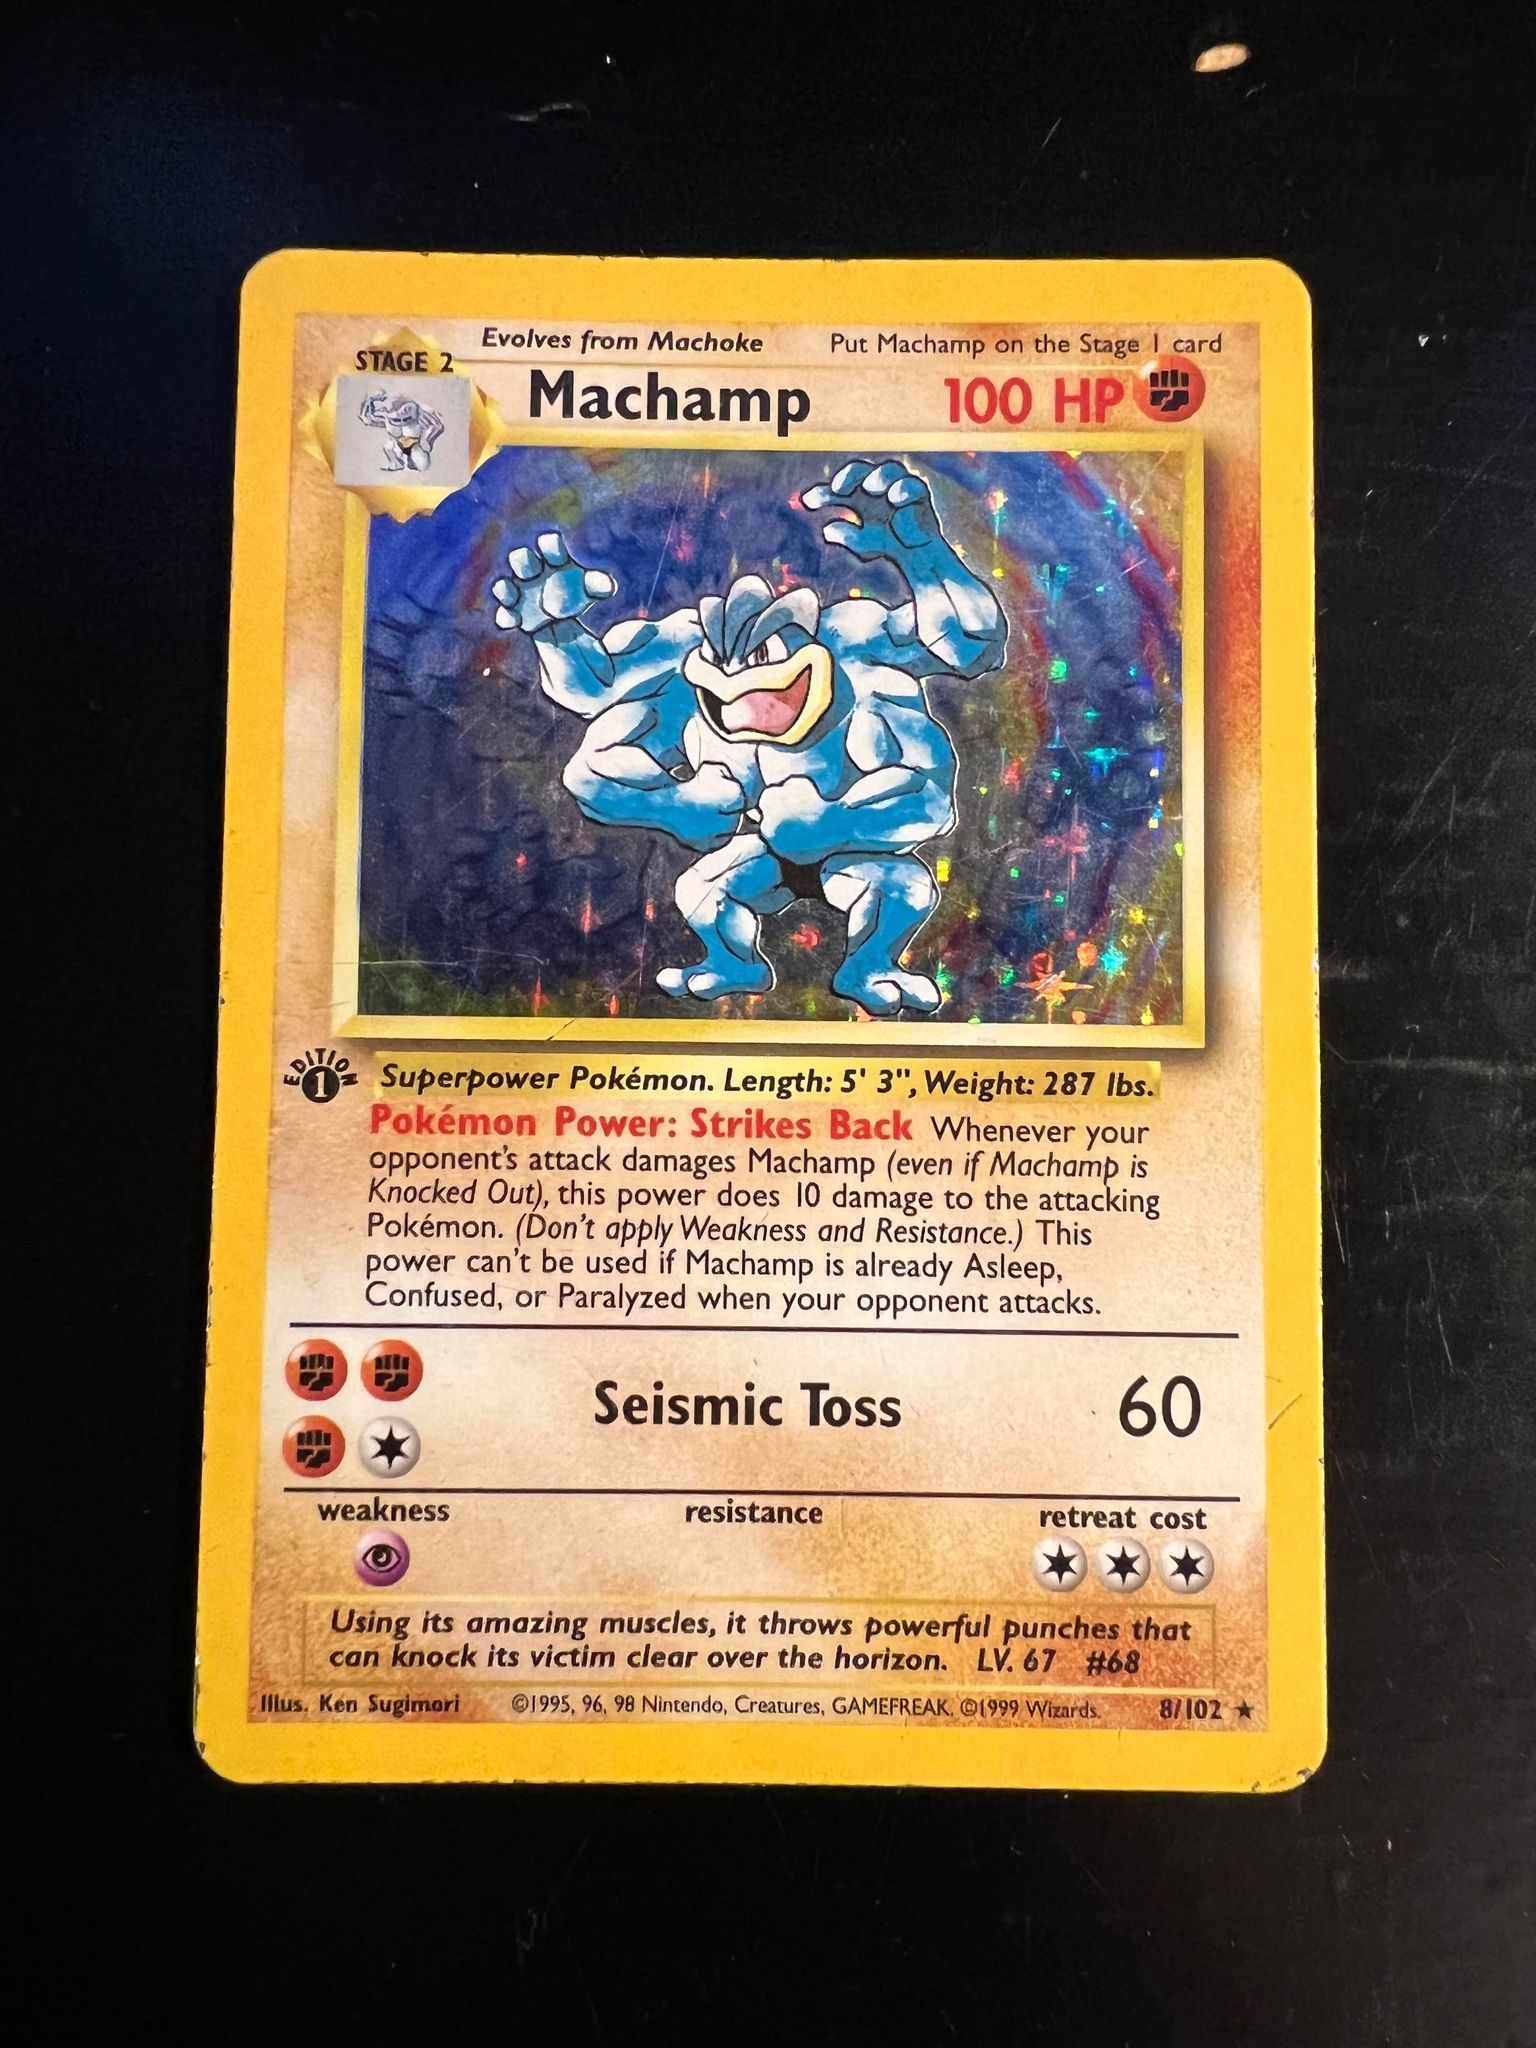 Evolves from Machoke Put Machamp on the Stage 1 card
STAGE 2
Machamp 100 HP
EDITION 1
Superpower Pokémon. Length: 5' 3", Weight: 287 lbs.
Pokémon Power: Strikes Back Whenever your
opponent's attack damages Machamp (even if Machamp is
Knocked Out), this power does 10 damage to the attacking
Pokémon. (Don't apply Weakness and Resistance.) This
power can't be used if Machamp is already Asleep,
Confused, or Paralyzed when your opponent attacks.
Seismic Toss 60
weakness resistance retreat cost
Using its amazing muscles, it throws powerful punches that
can knock its victim clear over the horizon. LV. 67 #68
Illus. Ken Sugimori ©1995, 96, 98 Nintendo, Creatures, GAMEFREAK. ©1999 Wizards. 8/102 ★